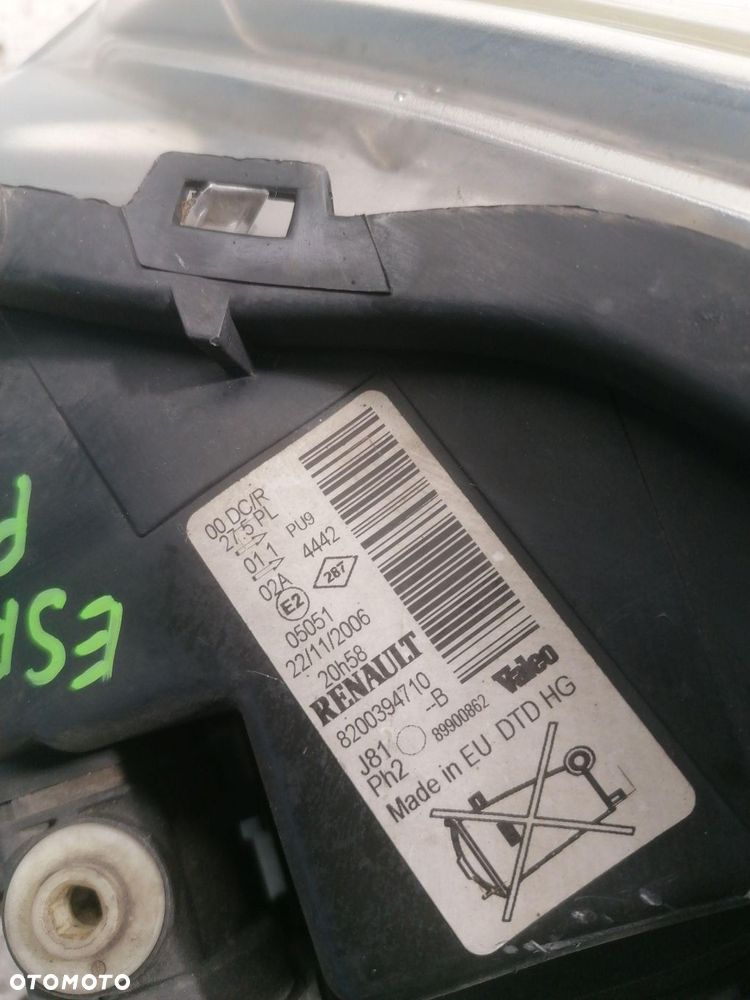 00 DC/R
27.5 PL
01 1 PU9
02A 4442
E2 287
05051
22/11/2006
20h58
RENAULT
8200394710
J81 -B
Ph2 89900862
Valeo
Made in EU DTD HG
P
OTOMOTO